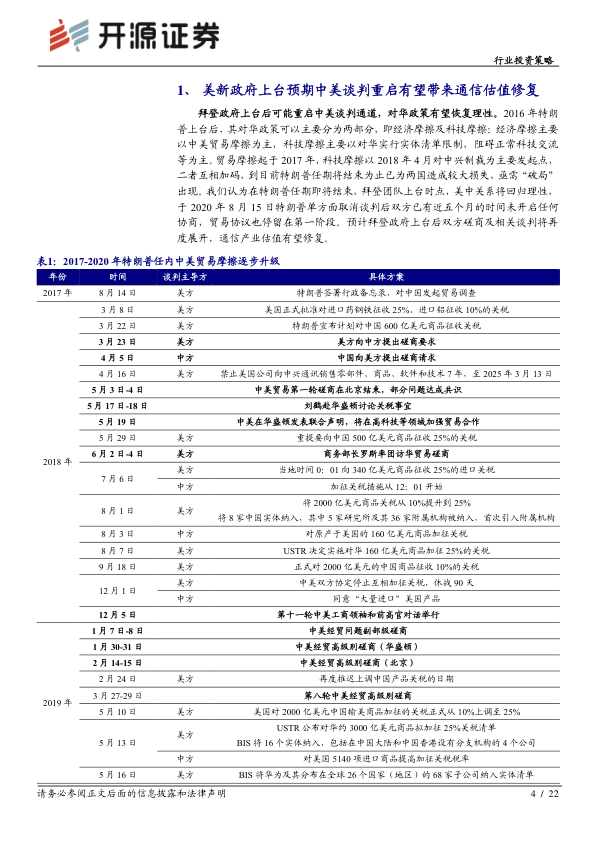 开源证券
行业投资策略
1、 美新政府上台预期中美谈判重启有望带来通信估值修复
拜登政府上台后可能重启中美谈判通道，对华政策有望恢复理性。2016 年特朗
普上台后，其对华政策可以主要分为两部分，即经济摩擦及科技摩擦：经济摩擦主要
以中美贸易摩擦为主，科技摩擦主要以对华实行实体清单限制，阻碍正常科技交流
等为主。贸易摩擦起于 2017 年，科技摩擦以 2018 年 4 月对中兴制裁为主要发起点，
二者互相加码，到目前特朗普任期将结束为止已为两国造成较大损失，亟需“破局”
出现。我们认为在特朗普任期即将结束，拜登团队上台时点，美中关系将回归理性，
于 2020 年 8 月 15 日特朗普单方面取消谈判后双方已有近五个月的时间未开启任何
协商，贸易协议也停留在第一阶段。预计拜登政府上台后双方磋商及相关谈判将再
度展开，通信产业估值有望修复。
表1：2017-2020 年特朗普任内中美贸易摩擦逐步升级
年份 时间 谈判主导方 具体方案
2017 年 8 月 14 日 美方 特朗普签署行政备忘录，对中国发起贸易调查
3 月 8 日 美方 美国正式批准对进口药钢铁征收 25%、进口铝征收 10%的关税
3 月 22 日 美方 特朗普宣布计划对中国 600 亿美元商品征收关税
3 月 23 日 美方 美方向中方提出磋商要求
4 月 5 日 中方 中国向美方提出磋商请求
4 月 16 日 美方 禁止美国公司向中兴通讯销售零部件、商品、软件和技术 7 年，至 2025 年 3 月 13 日
5 月 3 日-4 日 中美贸易第一轮磋商在北京结束，部分问题达成共识
5 月 17 日-18 日 刘鹤赴华盛顿讨论关税事宜
5 月 19 日 中美在华盛顿发表联合声明，将在高科技等领域加强贸易合作
5 月 29 日 美方 重提要向中国 500 亿美元商品征收 25%的关税
2018 年
6 月 2 日-4 日 美方 商务部长罗斯率团访华贸易磋商
7 月 6 日 美方 当地时间 0：01 向 340 亿美元商品征收 25%的进口关税
中方 加征关税措施从 12：01 开始
8 月 1 日 美方 将 2000 亿美元商品关税从 10%提升到 25%
将 8 家中国实体纳入，其中 5 家研究所及其 36 家附属机构被纳入，首次引入附属机构
8 月 3 日 中方 对原产于美国的 160 亿美元商品加征关税
8 月 7 日 美方 USTR 决定实施对华 160 亿美元商品加征 25%的关税
9 月 18 日 美方 正式对 2000 亿美元的中国商品征收 10%的关税
12 月 1 日 美方 中美双方协定停止互相加征关税，休战 90 天
中方 同意“大量进口”美国产品
12 月 5 日 第十一轮中美工商领袖和前高官对话举行
1 月 7 日-8 日 中美经贸问题副部级磋商
1 月 30-31 日 中美经贸高级别磋商（华盛顿）
2 月 14-15 日 中美经贸高级别磋商（北京）
2 月 24 日 美方 再度推迟上调中国产品关税的日期
2019 年 3 月 27-29 日 第八轮中美经贸高级别磋商
5 月 10 日 美方 美国对 2000 亿美元中国输美商品加征的关税正式从 10%上调至 25%
5 月 13 日 美方 USTR 公布对华约 3000 亿美元商品拟加征 25%关税清单
BIS 将 16 个实体纳入，包括在中国大陆和中国香港设有分支机构的 4 个公司
中方 对美国 5140 项进口商品提高加征关税税率
5 月 16 日 美方 BIS 将华为及其分布在全球 26 个国家（地区）的 68 家子公司纳入实体清单
请务必参阅正文后面的信息披露和法律声明 4 / 22